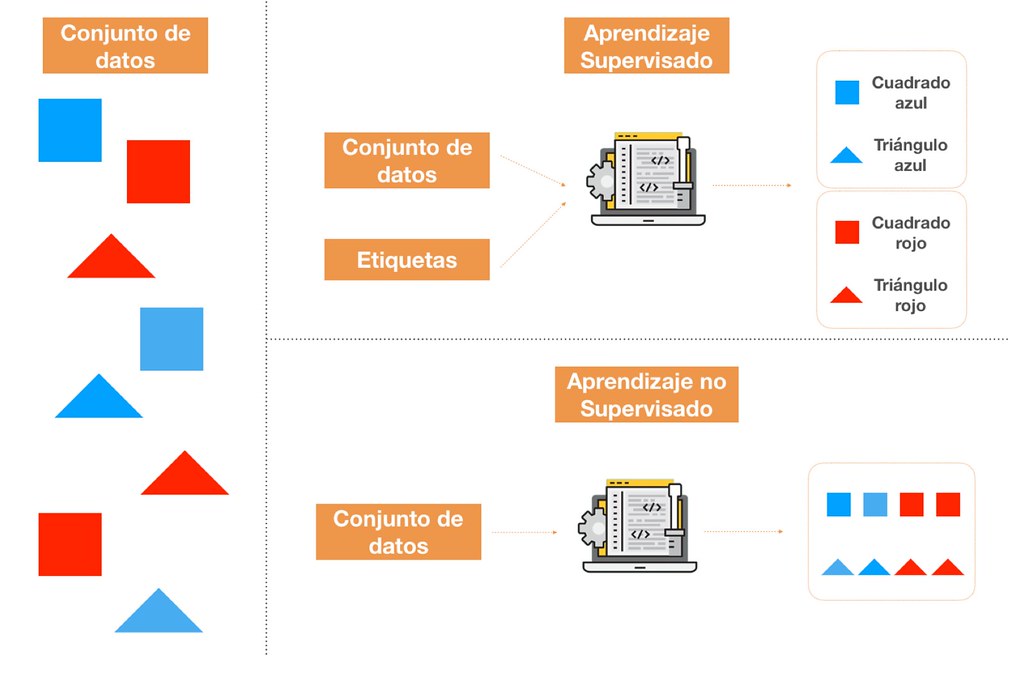 Conjunto de
datos
Aprendizaje
Supervisado
Conjunto de
datos
Etiquetas
</>
</>
Cuadrado
azul
Triángulo
azul
Cuadrado
rojo
Triángulo
rojo
Aprendizaje no
Supervisado
Conjunto de
datos
</>
</>